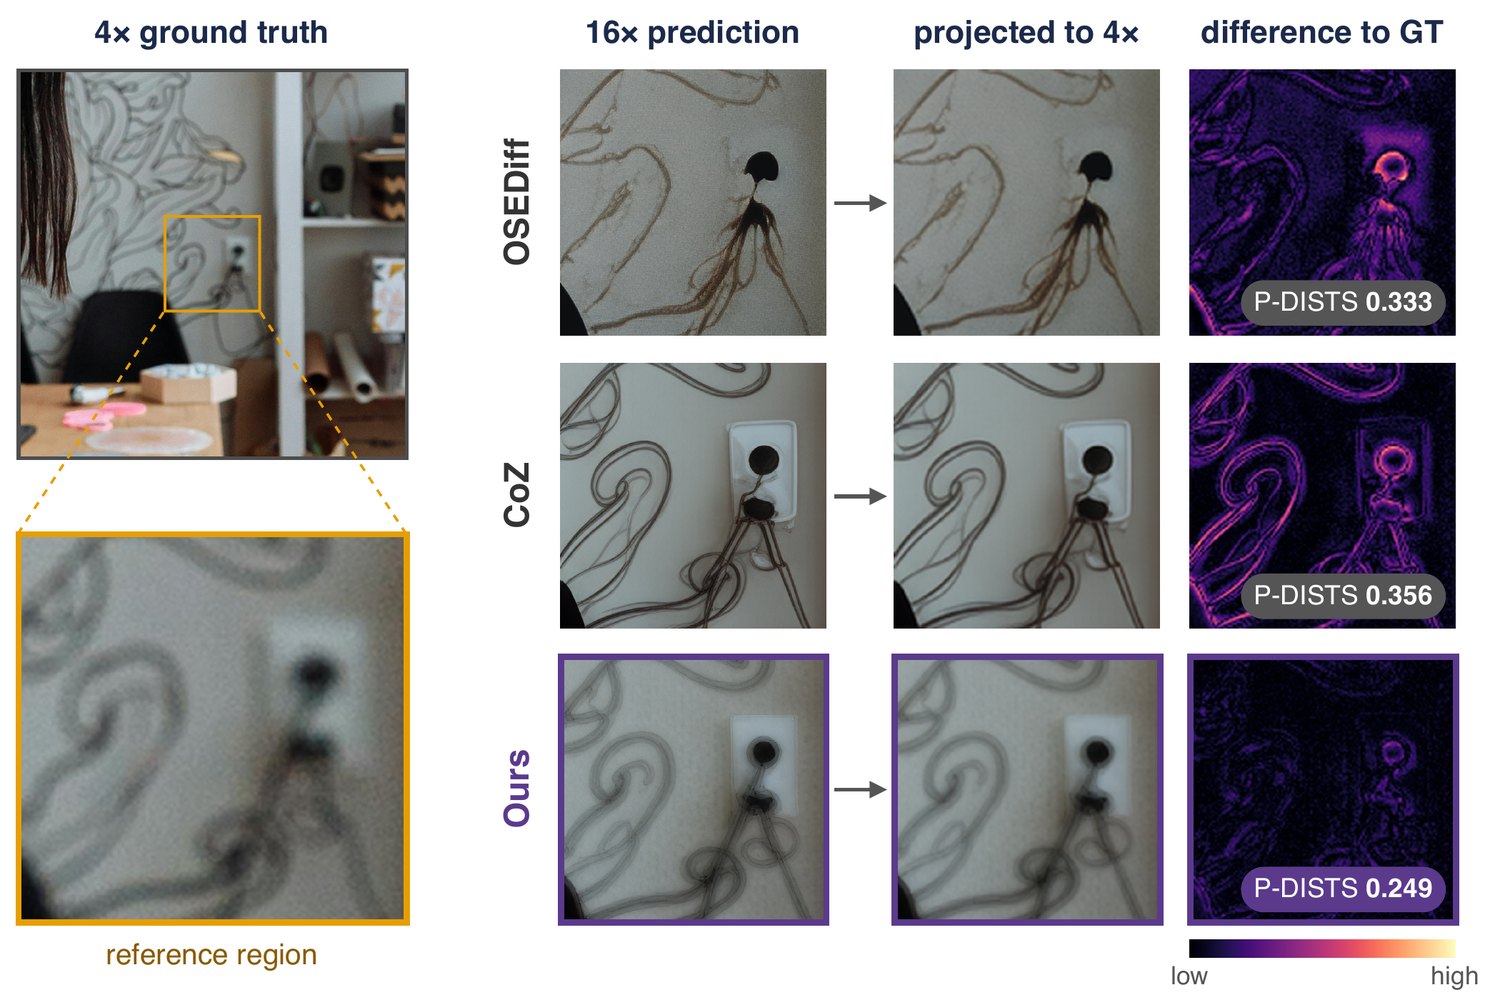 4× ground truth
16× prediction
projected to 4×
difference to GT
OSEDiff
P-DISTS 0.333
CoZ
P-DISTS 0.356
Ours
P-DISTS 0.249
reference region
low
high